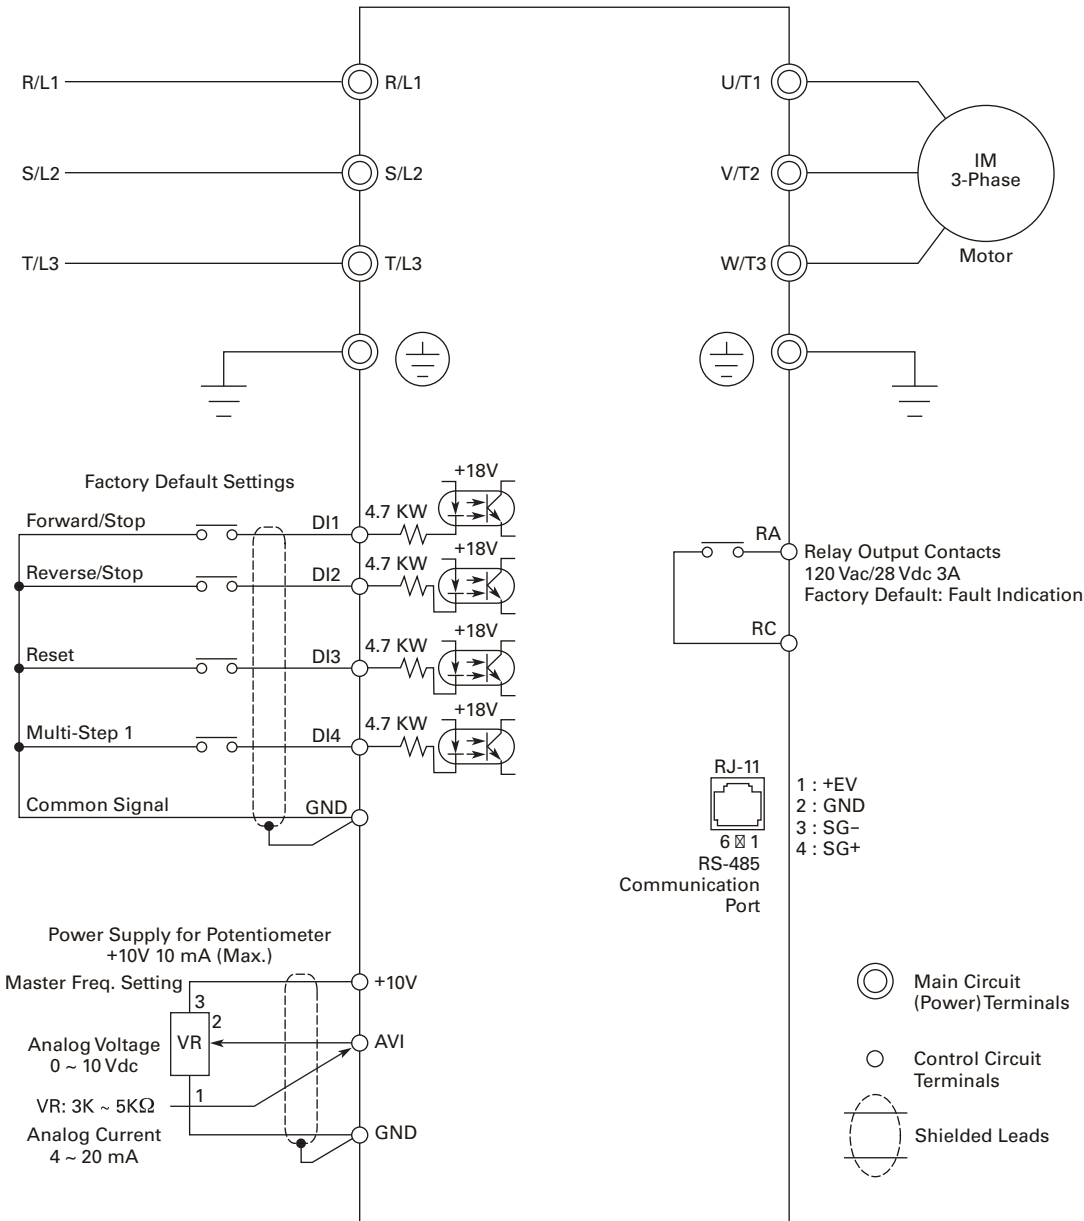 R/L1
R/L1
U/T1
IM
3-Phase
S/L2
S/L2
V/T2
T/L3
T/L3
W/T3
Motor
Factory Default Settings
+18V
Forward/Stop
DI1
4.7 KW
+18V
Reverse/Stop
DI2
4.7 KW
+18V
Reset
DI3
4.7 KW
+18V
Multi-Step 1
DI4
4.7 KW
Common Signal
GND
RA
Relay Output Contacts
120 Vac/28 Vdc 3A
Factory Default: Fault Indication
RC
RJ-11
6 ☒ 1
RS-485
Communication
Port
1 : +EV
2 : GND
3 : SG–
4 : SG+
Power Supply for Potentiometer
+10V 10 mA (Max.)
Master Freq. Setting
+10V
3
2
VR
AVI
Analog Voltage
0 ~ 10 Vdc
1
VR: 3K ~ 5KΩ
Analog Current
4 ~ 20 mA
GND
Main Circuit
(Power) Terminals
Control Circuit
Terminals
Shielded Leads